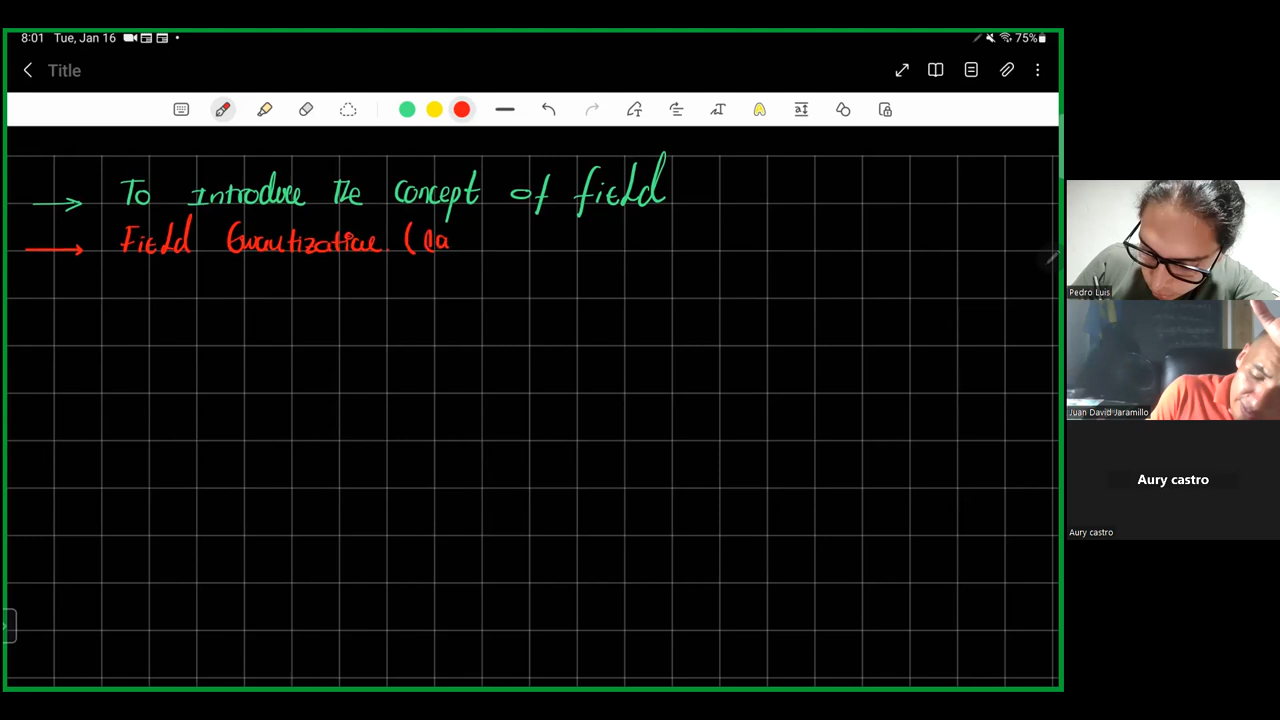 8:01 Tue, Jan 16
75%
Title
→ To Introduce the concept of field
→ Field Quantization (Ca
Pedro Luis
Juan David Jaramillo
Aury castro
Aury castro